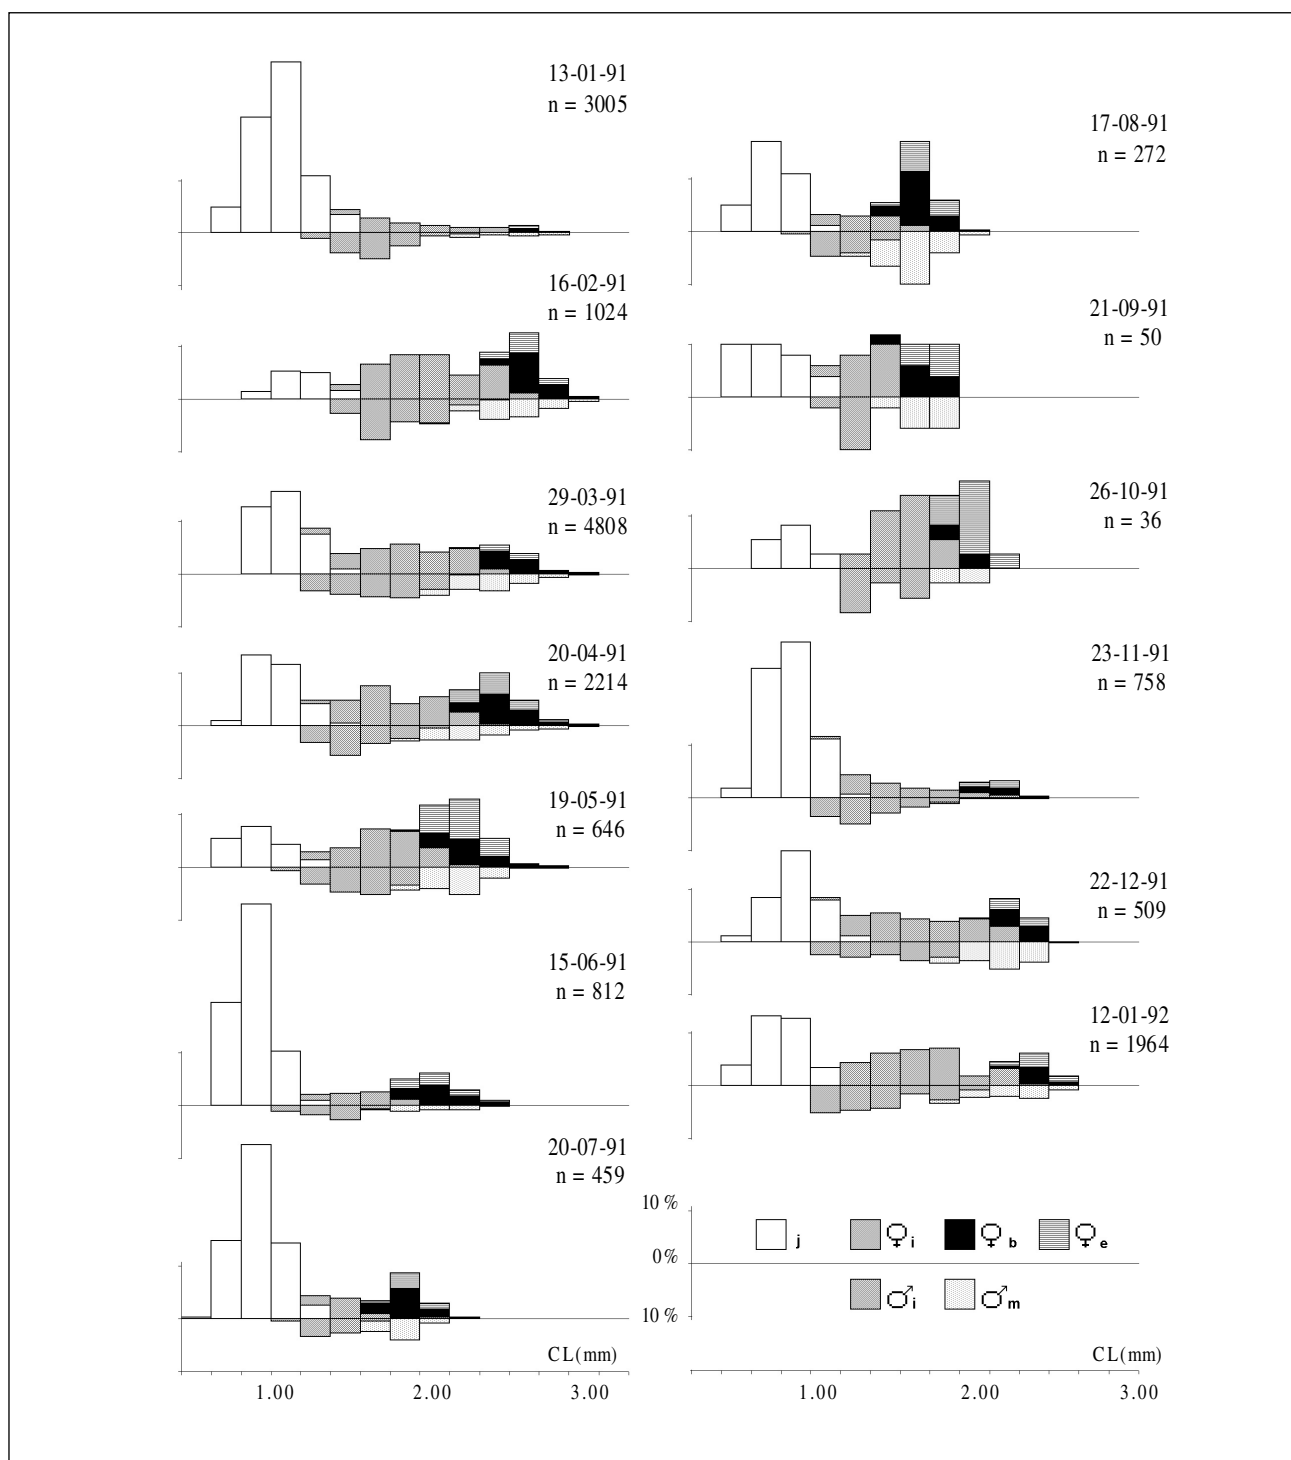 13-01-91
n = 3005
16-02-91
n = 1024
29-03-91
n = 4808
20-04-91
n = 2214
19-05-91
n = 646
15-06-91
n = 812
20-07-91
n = 459
CL(mm)
1.00 2.00 3.00
17-08-91
n = 272
21-09-91
n = 50
26-10-91
n = 36
23-11-91
n = 758
22-12-91
n = 509
12-01-92
n = 1964
10 %
0%
10 %
j ♀i ♀b ♀e
♂i ♂m
CL(mm)
1.00 2.00 3.00